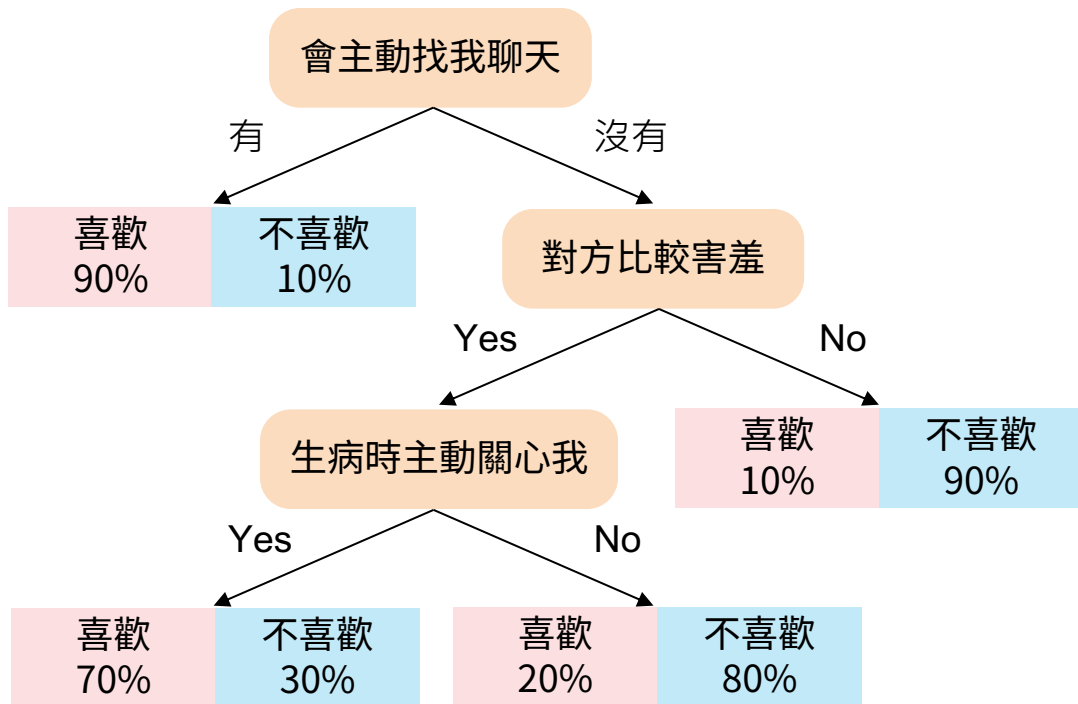 會主動找我聊天
有
沒有
喜歡
90%
不喜歡
10%
對方比較害羞
Yes
No
生病時主動關心我
喜歡
10%
不喜歡
90%
Yes
No
喜歡
70%
不喜歡
30%
喜歡
20%
不喜歡
80%